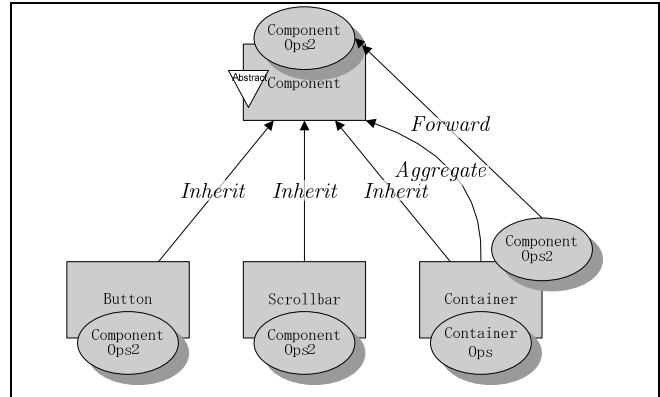 Component
Ops2
Abstract
Component
Forward
Aggregate
Inherit
Inherit
Inherit
Component
Ops2
Button
Scrollbar
Container
Component
Ops2
Component
Ops2
Container
Ops